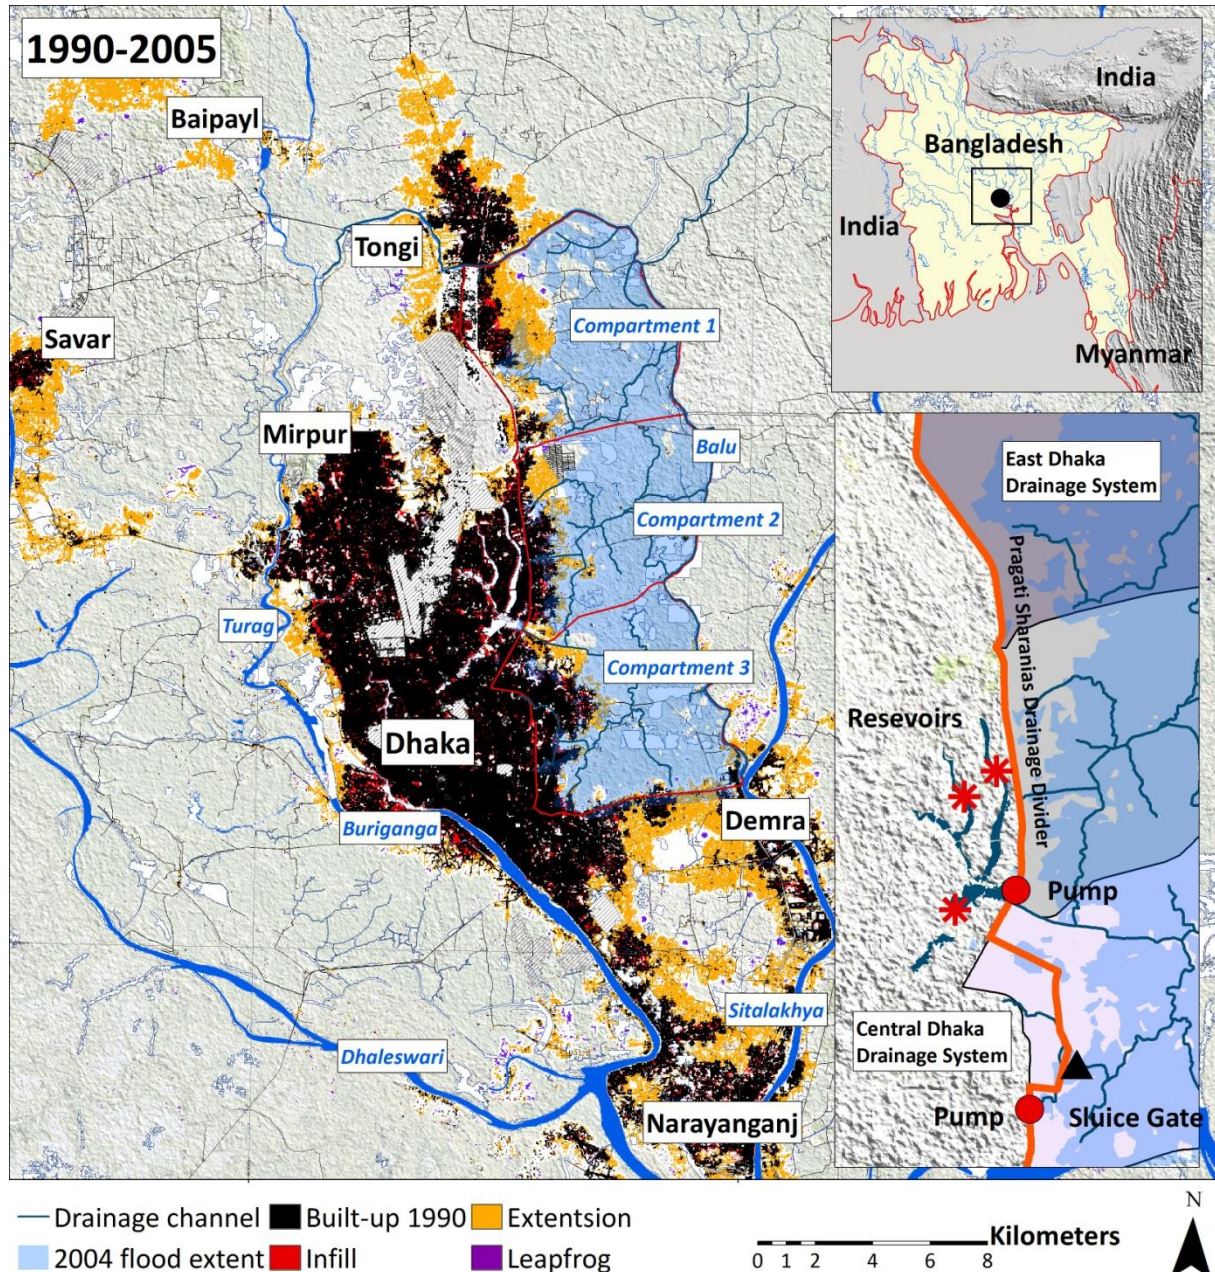 1990-2005
Baipayl
Tongi
Savar
Mirpur
Compartment 1
Balu
Compartment 2
Turag
Compartment 3
Dhaka
Buriganga
Demra
Sitalakhya
Dhaleswari
Narayanganj
India
Bangladesh
India
Myanmar
East Dhaka
Drainage System
Pragati Sharanias Drainage Divider
Resevoirs
Pump
Central Dhaka
Drainage System
Pump
Sluice Gate
Drainage channel
Built-up 1990
Extentsion
2004 flood extent
Infill
Leapfrog
Kilometers
0 1 2 4 6 8
N